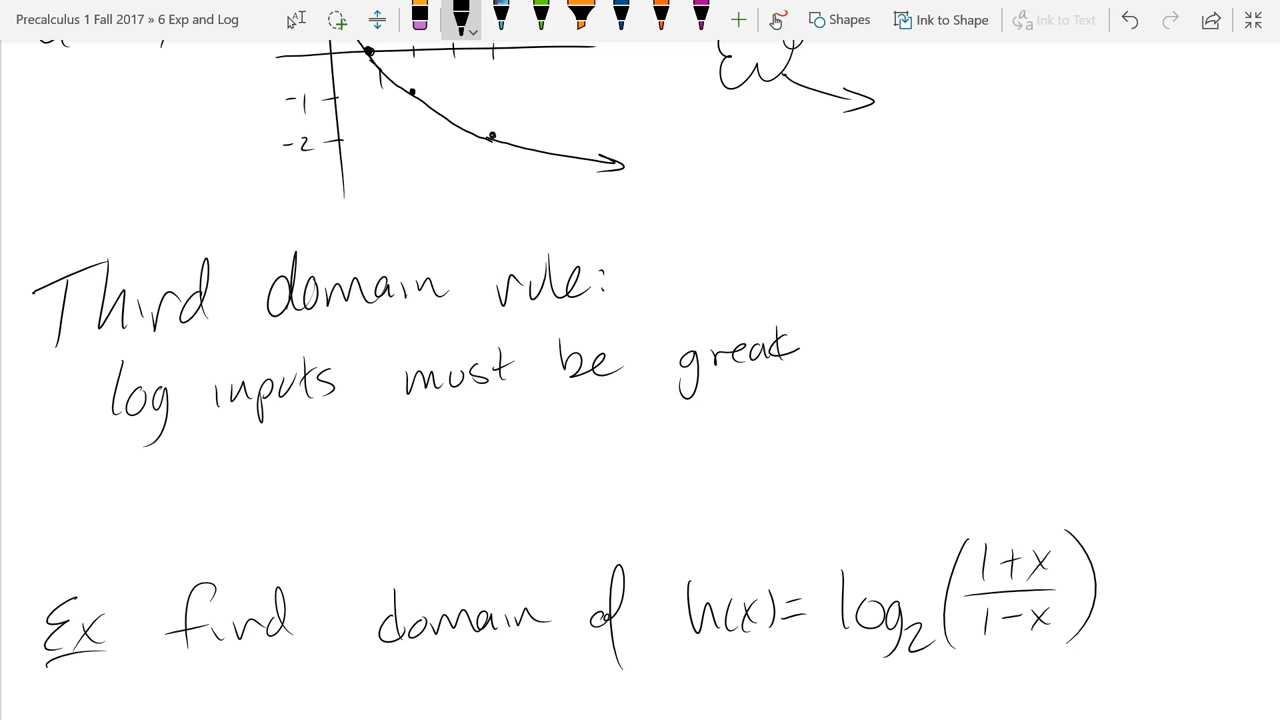 Precalculus 1 Fall 2017 » 6 Exp and Log
Shapes
Ink to Shape
Ink to Text
-1
-2
Third domain rule:
log inputs must be great
Ex find domain of h(x) = log₂((1+x)/(1-x))